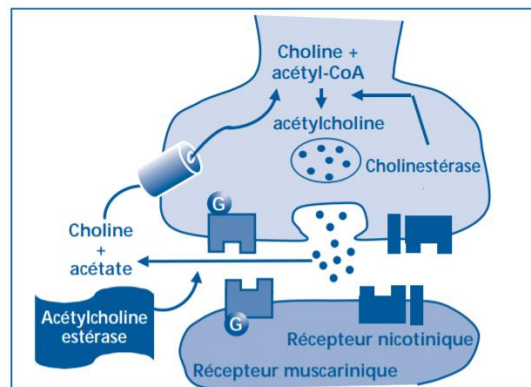 Choline +
acétyl-CoA
acétylcholine
Cholinestérase
G
Choline
+
acétate
Acétylcholine
estérase
G
Récepteur nicotinique
Récepteur muscarinique